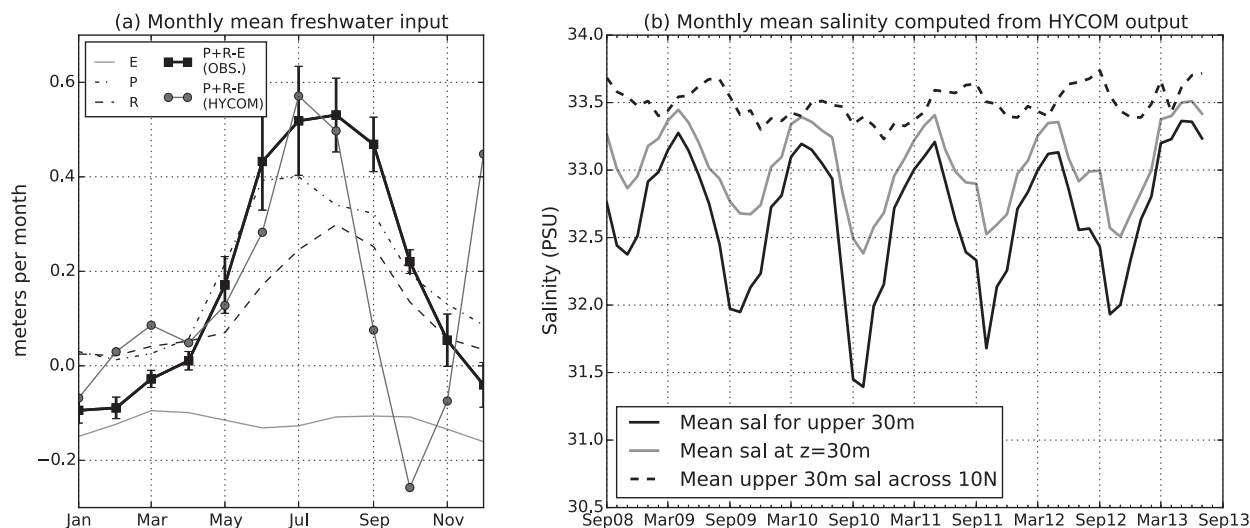 (a) Monthly mean freshwater input
E
P
R
P+R-E
(OBS.)
P+R-E
(HYCOM)
meters per month
0.6
0.4
0.2
0.0
−0.2
Jan Mar May Jul Sep Nov
(b) Monthly mean salinity computed from HYCOM output
Salinity (PSU)
34.0
33.5
33.0
32.5
32.0
31.5
31.0
30.5
Mean sal for upper 30m
Mean sal at z=30m
Mean upper 30m sal across 10N
Sep08 Mar09 Sep09 Mar10 Sep10 Mar11 Sep11 Mar12 Sep12 Mar13 Sep13